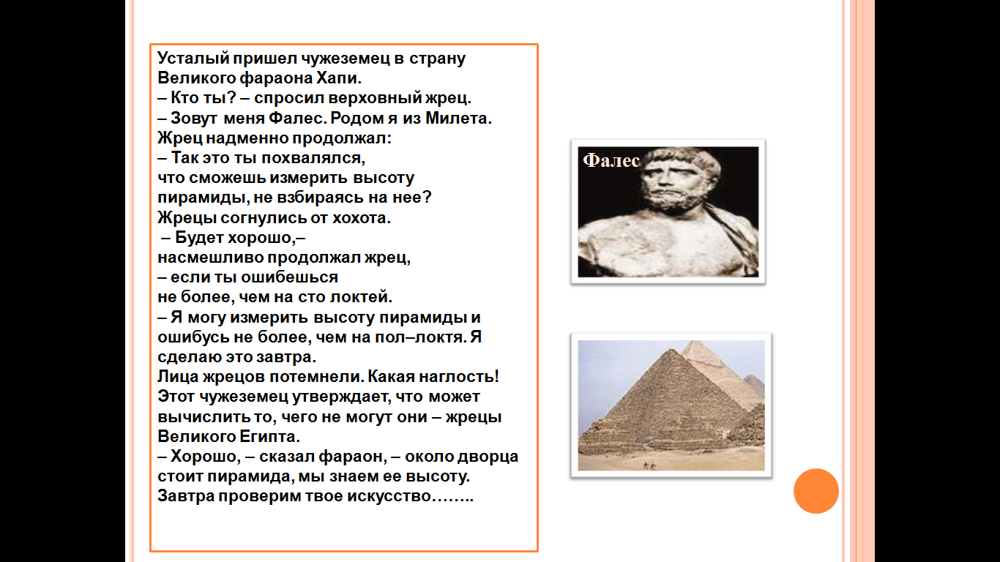 Усталый пришел чужеземец в страну
Великого фараона Хапи.
– Кто ты? – спросил верховный жрец.
– Зовут меня Фалес. Родом я из Милета.
Жрец надменно продолжал:
– Так это ты похвалялся,
что сможешь измерить высоту
пирамиды, не взбираясь на нее?
Жрецы согнулись от хохота.
– Будет хорошо,–
насмешливо продолжал жрец,
– если ты ошибешься
не более, чем на сто локтей.
– Я могу измерить высоту пирамиды и
ошибусь не более, чем на пол–локтя. Я
сделаю это завтра.
Лица жрецов потемнели. Какая наглость!
Этот чужеземец утверждает, что может
вычислить то, чего не могут они – жрецы
Великого Египта.
– Хорошо, – сказал фараон, – около дворца
стоит пирамида, мы знаем ее высоту.
Завтра проверим твое искусство……..
Фалес